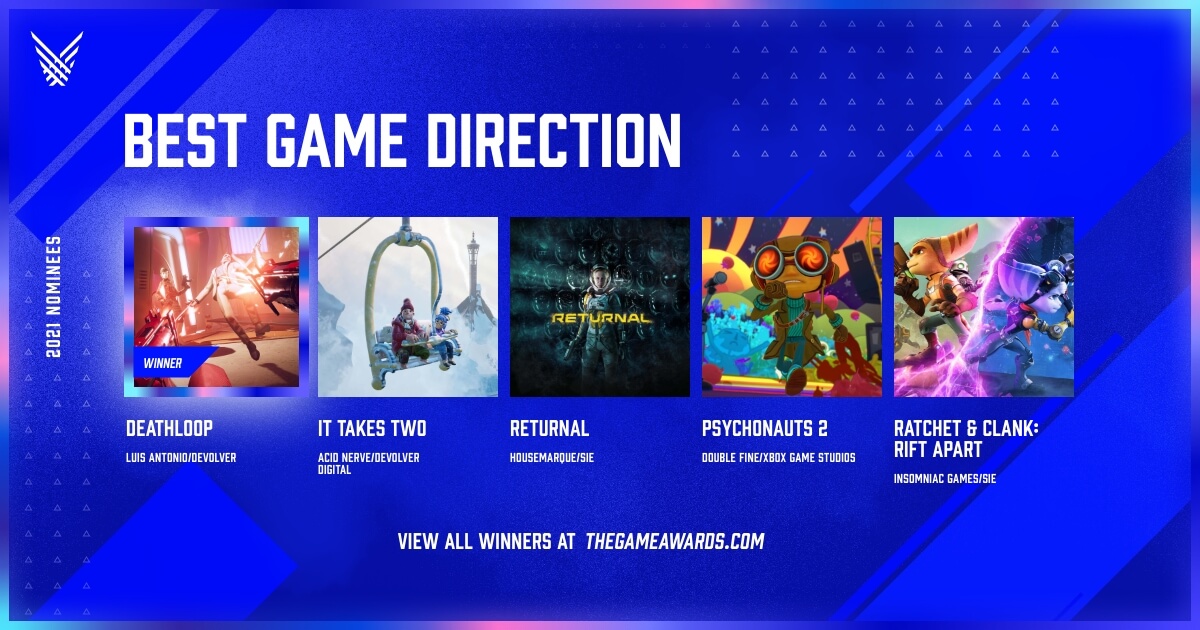 BEST GAME DIRECTION
2021 NOMINEES
WINNER
DEATHLOOP
LUIS ANTONIO/DEVOLVER
IT TAKES TWO
ACID NERVE/DEVOLVER
DIGITAL
RETURNAL
RETURNAL
HOUSEMARQUE/SIE
PSYCHONAUTS 2
DOUBLE FINE/XBOX GAME STUDIOS
RATCHET & CLANK:
RIFT APART
INSOMNIAC GAMES/SIE
VIEW ALL WINNERS AT THEGAMEAWARDS.COM